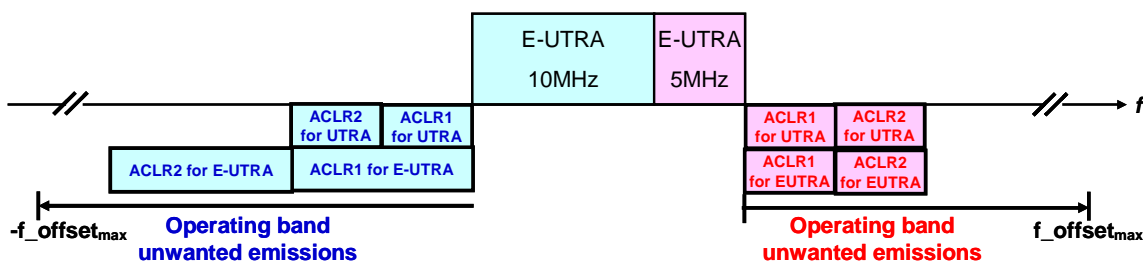 E-UTRA
10MHz
E-UTRA
5MHz
f
ACLR2
for UTRA
ACLR1
for UTRA
ACLR1
for UTRA
ACLR2
for UTRA
ACLR2 for E-UTRA
ACLR1 for E-UTRA
ACLR1
for EUTRA
ACLR2
for EUTRA
-f_offsetmax
Operating band
unwanted emissions
Operating band
unwanted emissions
f_offsetmax